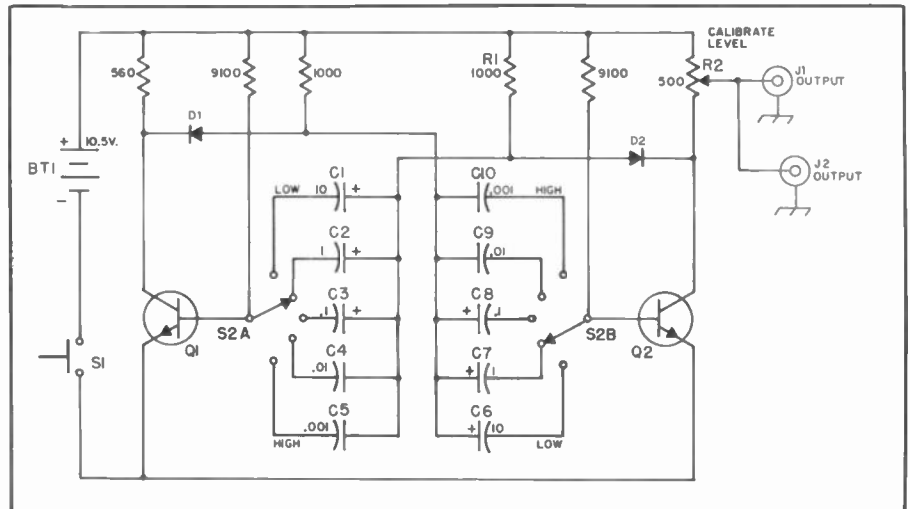 CALIBRATE
LEVEL
560
9100
1000
R1
1000
9100
R2
500
J1
OUTPUT
D1
D2
J2
OUTPUT
+ 10.5V.
BT1
-
LOW
C1
10 +
C10
.001
HIGH
C2
1 +
C9
.01
C3
.1 +
C8
+ .1
S2A
S2B
Q1
Q2
S1
C4
.01
C7
+ 1
C5
.001
HIGH
C6
+ 10
LOW